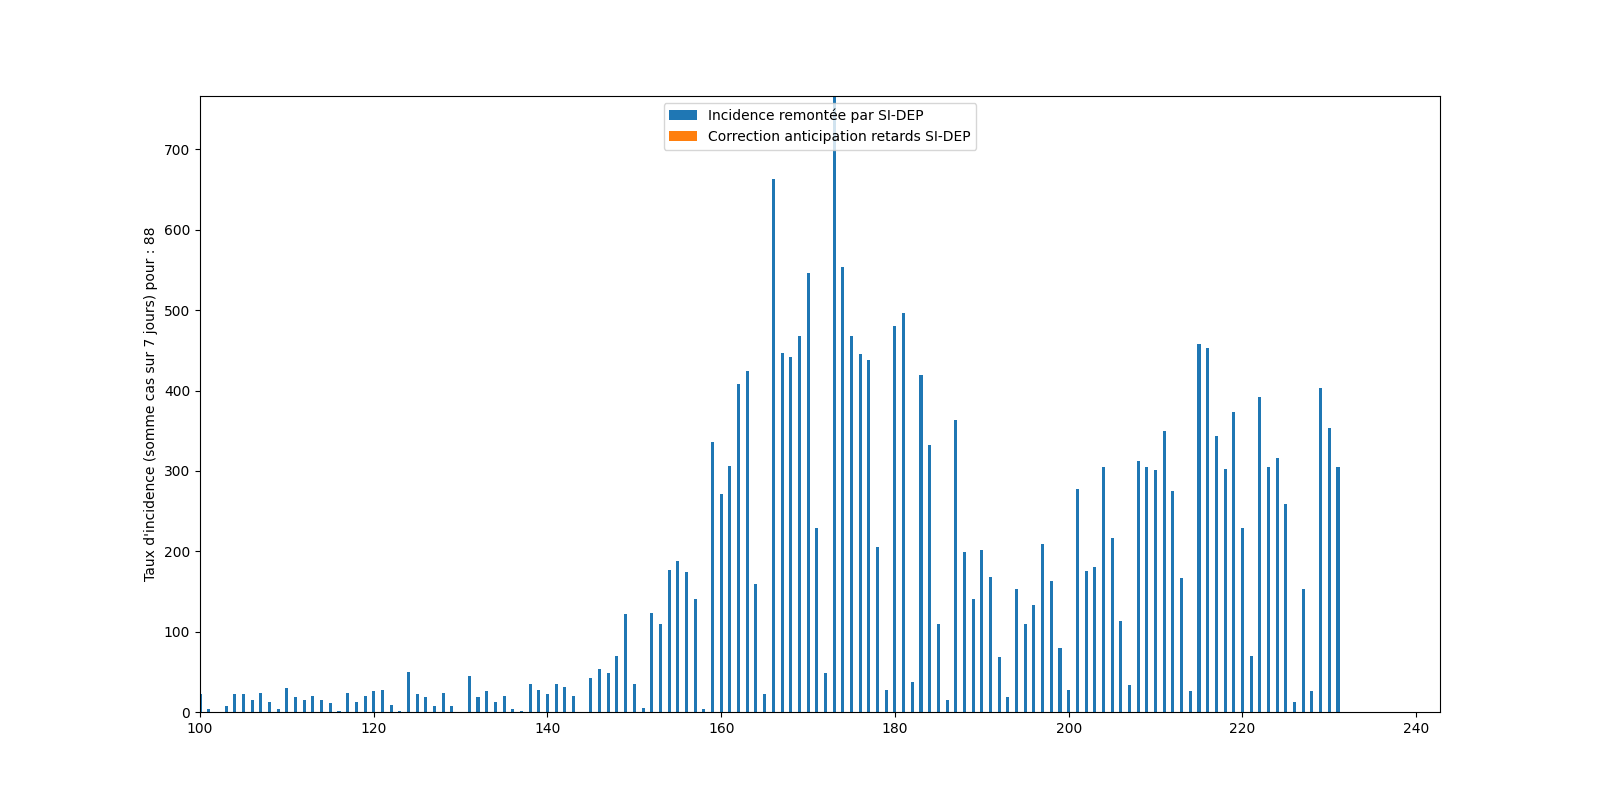 Incidence remontée par SI-DEP
Correction anticipation retards SI-DEP
Taux d'incidence (somme cas sur 7 jours) pour : 88
700
600
500
400
300
200
100
0
100 120 140 160 180 200 220 240